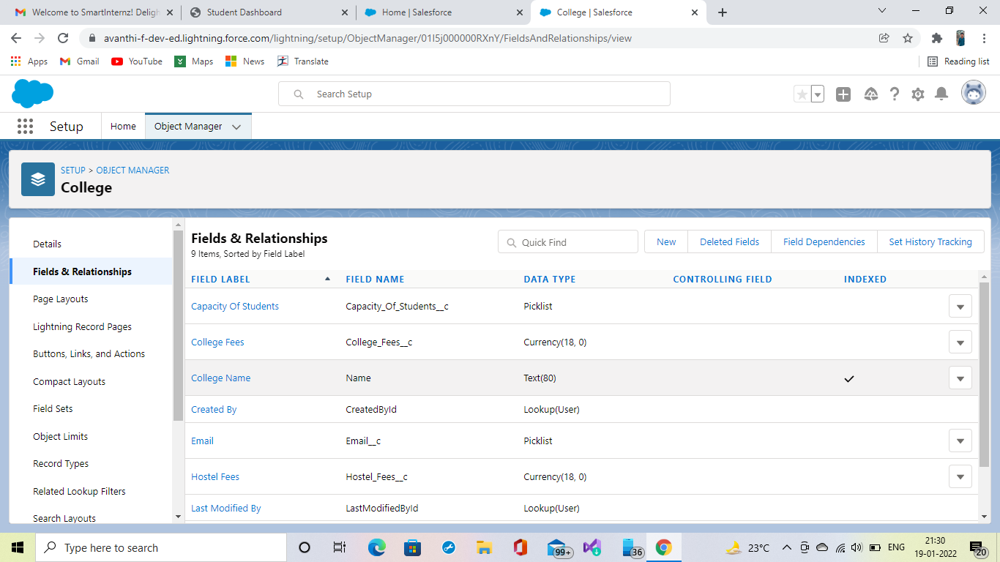 Welcome to SmartInternz! Deligh
Student Dashboard
Home | Salesforce
College | Salesforce
avanthi-f-dev-ed.lightning.force.com/lightning/setup/ObjectManager/01I5j000000RXnY/FieldsAndRelationships/view
Apps
Gmail
YouTube
Maps
News
Translate
Reading list
Search Setup
Setup
Home
Object Manager
SETUP > OBJECT MANAGER
College
Details
Fields & Relationships
Page Layouts
Lightning Record Pages
Buttons, Links, and Actions
Compact Layouts
Field Sets
Object Limits
Record Types
Related Lookup Filters
Search Layouts
Fields & Relationships
9 Items, Sorted by Field Label
Quick Find
New
Deleted Fields
Field Dependencies
Set History Tracking
FIELD LABEL FIELD NAME DATA TYPE CONTROLLING FIELD INDEXED
Capacity Of Students Capacity_Of_Students__c Picklist
College Fees College_Fees__c Currency(18, 0)
College Name Name Text(80)
Created By CreatedById Lookup(User)
Email Email__c Picklist
Hostel Fees Hostel_Fees__c Currency(18, 0)
Last Modified By LastModifiedById Lookup(User)
Type here to search
99+
36
23°C
ENG
21:30
19-01-2022
20